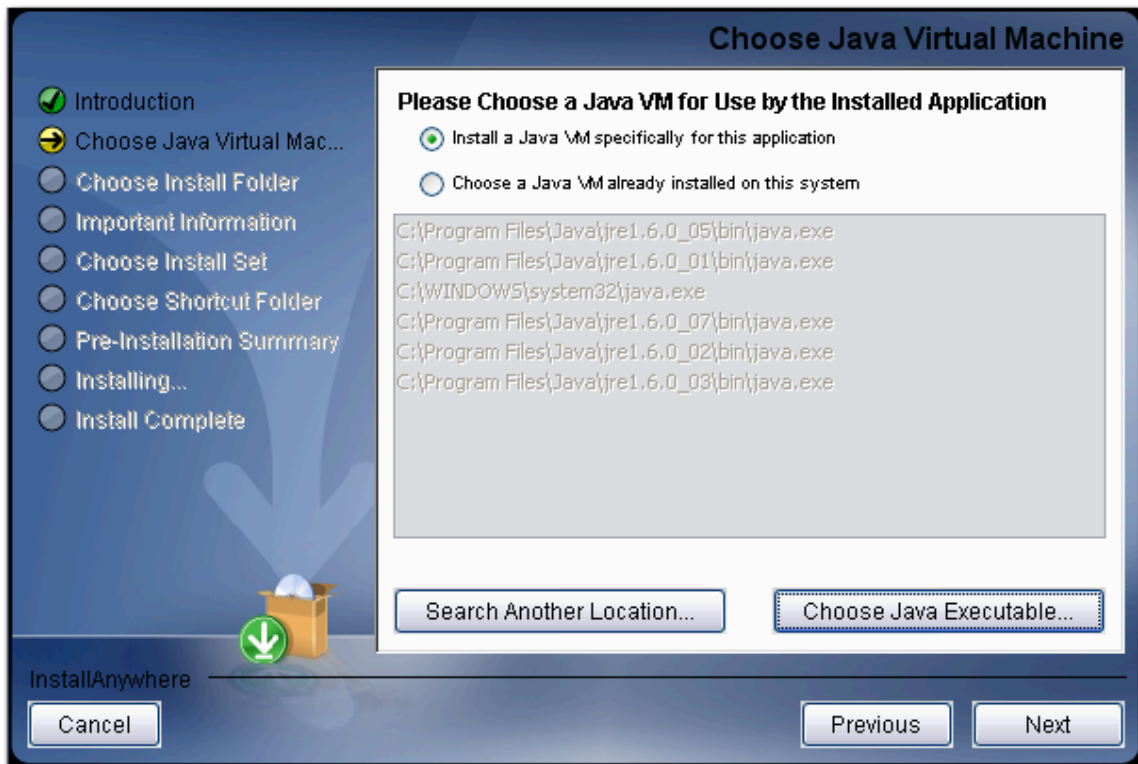 Choose Java Virtual Machine
Introduction
Choose Java Virtual Mac...
Choose Install Folder
Important Information
Choose Install Set
Choose Shortcut Folder
Pre-Installation Summary
Installing...
Install Complete
Please Choose a Java VM for Use by the Installed Application
Install a Java VM specifically for this application
Choose a Java VM already installed on this system
C:\Program Files\Java\jre1.6.0_05\bin\java.exe
C:\Program Files\Java\jre1.6.0_01\bin\java.exe
C:\WINDOWS\system32\java.exe
C:\Program Files\Java\jre1.6.0_07\bin\java.exe
C:\Program Files\Java\jre1.6.0_02\bin\java.exe
C:\Program Files\Java\jre1.6.0_03\bin\java.exe
Search Another Location...
Choose Java Executable...
InstallAnywhere
Cancel
Previous
Next